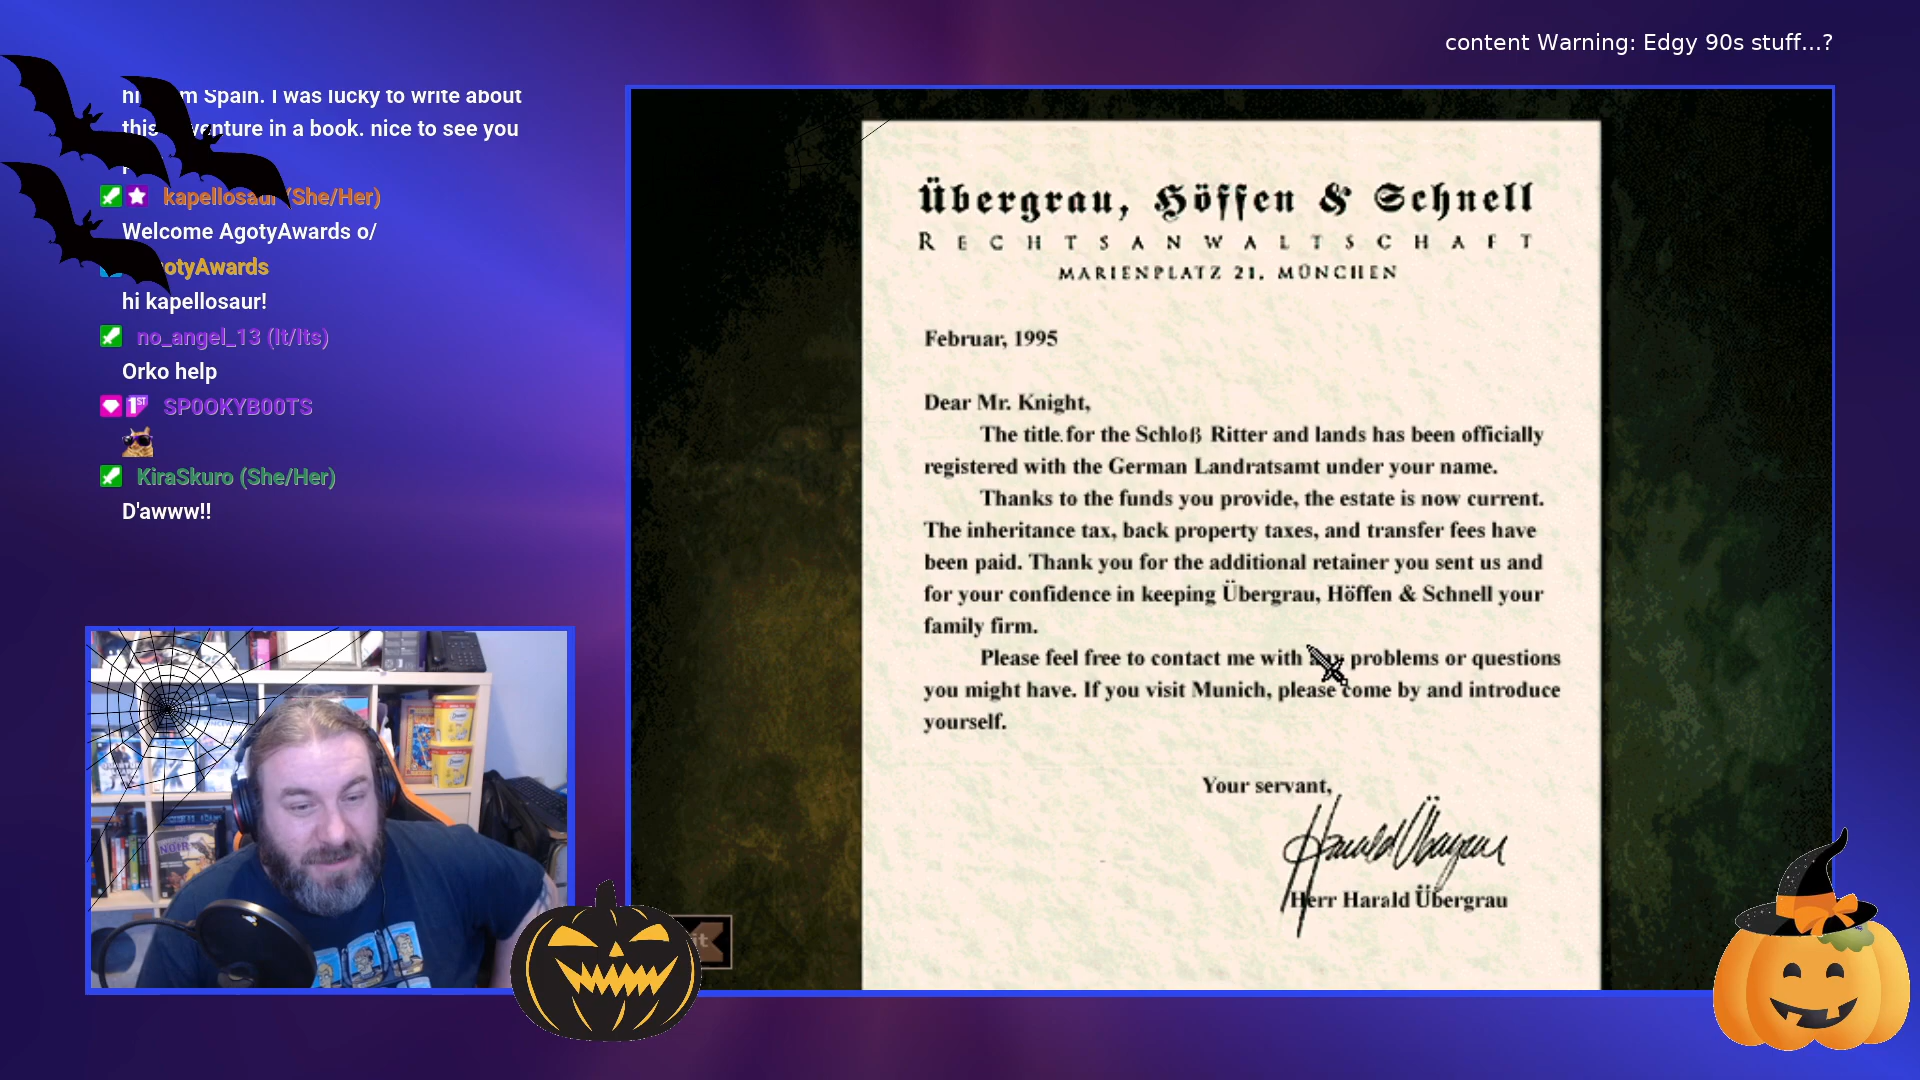 content Warning: Edgy 90s stuff...?
m Spain. I was lucky to write about
this venture in a book. nice to see you
kapellosaur (She/Her)
Welcome AgotyAwards o/
gotyAwards
hi kapellosaur!
no_angel_13 (It/Its)
Orko help
1ST SP0OKYB00TS
KiraSkuro (She/Her)
D'awww!!
Übergrau, Höffen & Schnell
RECHTSANWALTSCHAFT
MARIENPLATZ 21, MÜNCHEN
Februar, 1995
Dear Mr. Knight,
The title for the Schloß Ritter and lands has been officially
registered with the German Landratsamt under your name.
Thanks to the funds you provide, the estate is now current.
The inheritance tax, back property taxes, and transfer fees have
been paid. Thank you for the additional retainer you sent us and
for your confidence in keeping Übergrau, Höffen & Schnell your
family firm.
Please feel free to contact me with any problems or questions
you might have. If you visit Munich, please come by and introduce
yourself.
Your servant,
Harald Übergrau
Herr Harald Übergrau
NOIR